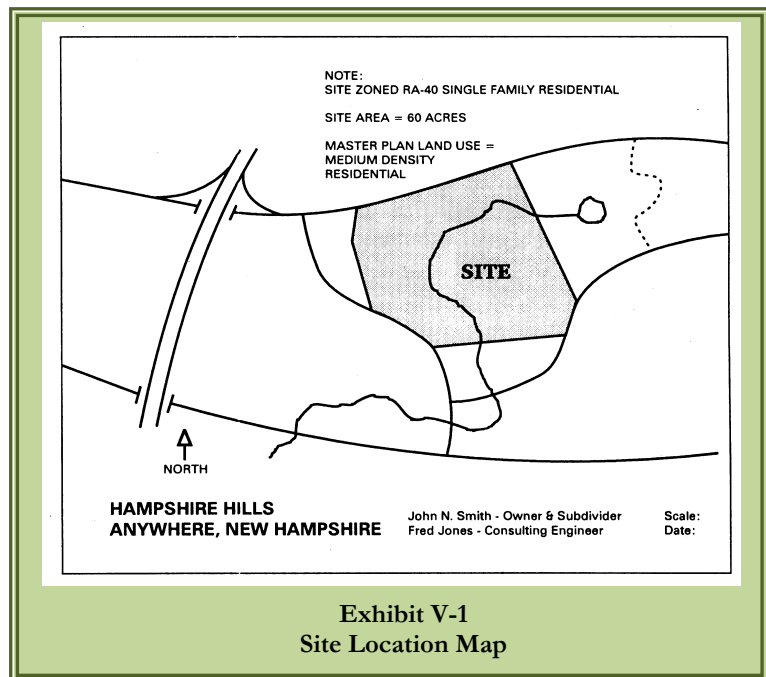 NOTE:
SITE ZONED RA-40 SINGLE FAMILY RESIDENTIAL
SITE AREA = 60 ACRES
MASTER PLAN LAND USE =
MEDIUM DENSITY
RESIDENTIAL
SITE
NORTH
HAMPSHIRE HILLS
ANYWHERE, NEW HAMPSHIRE
John N. Smith - Owner & Subdivider
Fred Jones - Consulting Engineer
Scale:
Date:
Exhibit V-1
Site Location Map